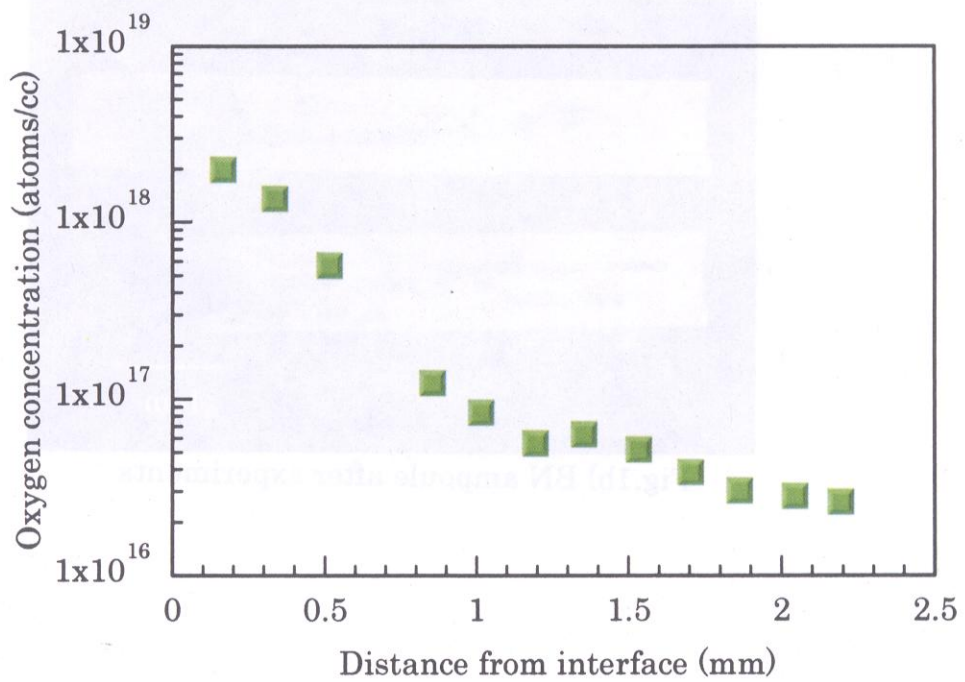 1x10 19
1x10 18
1x10 17
1x10 16
Oxygen concentration (atoms/cc)
0 0.5 1 1.5 2 2.5
Distance from interface (mm)
Fig.1b) BN ampoule after experiments